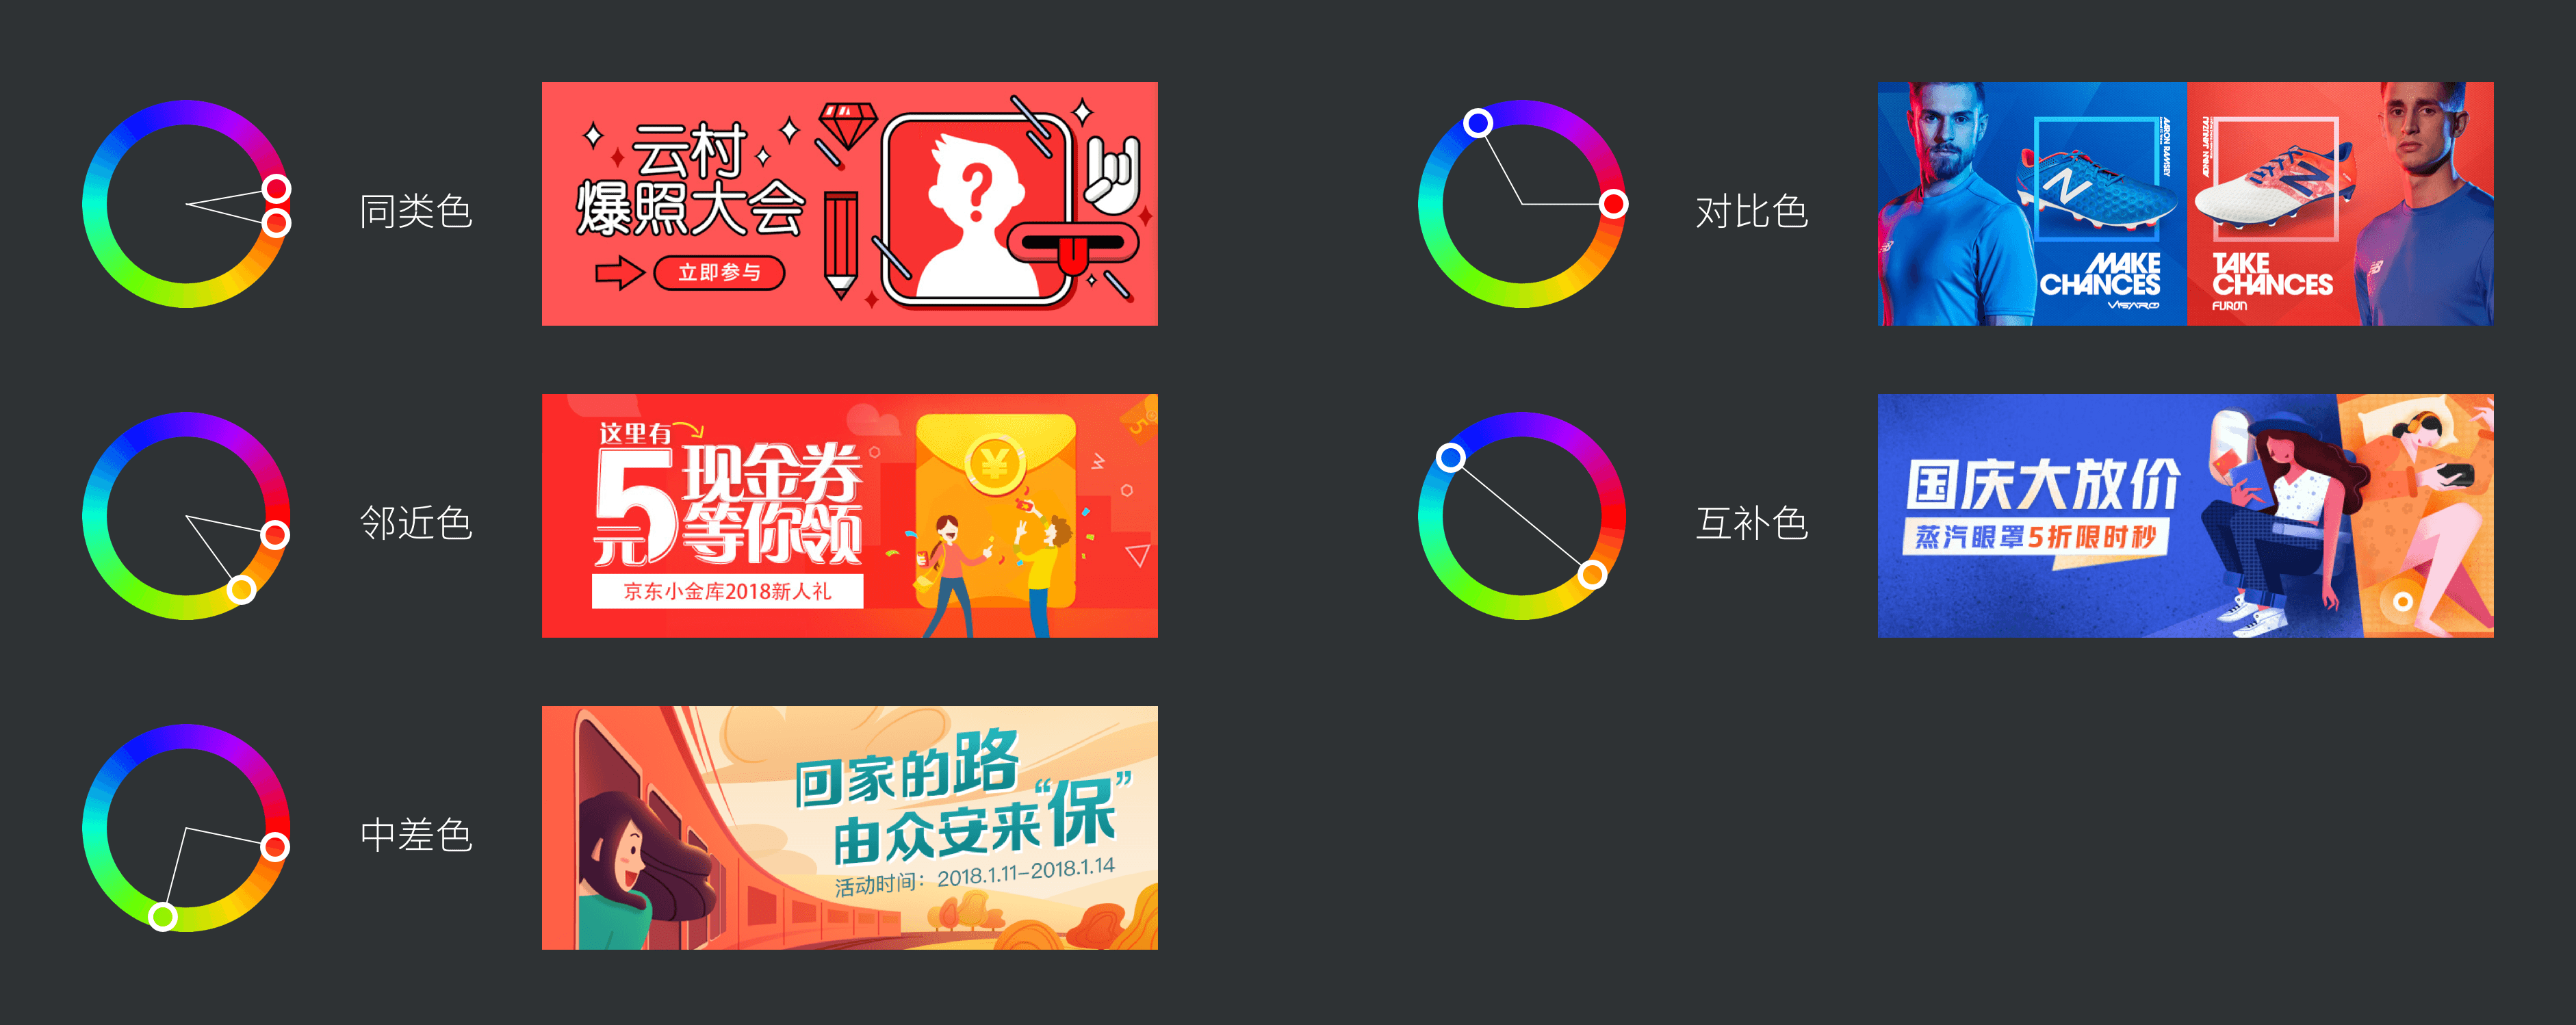 同类色
云村
爆照大会
立即参与
邻近色
这里有
5元
现金券
等你领
京东小金库2018新人礼
中差色
回家的路
由众安来“保”
活动时间：2018.1.11-2018.1.14
对比色
AARON RAMSEY
MAKE
CHANCES
VISARO
TAKE
CHANCES
FURON
互补色
国庆大放价
蒸汽眼罩5折限时秒